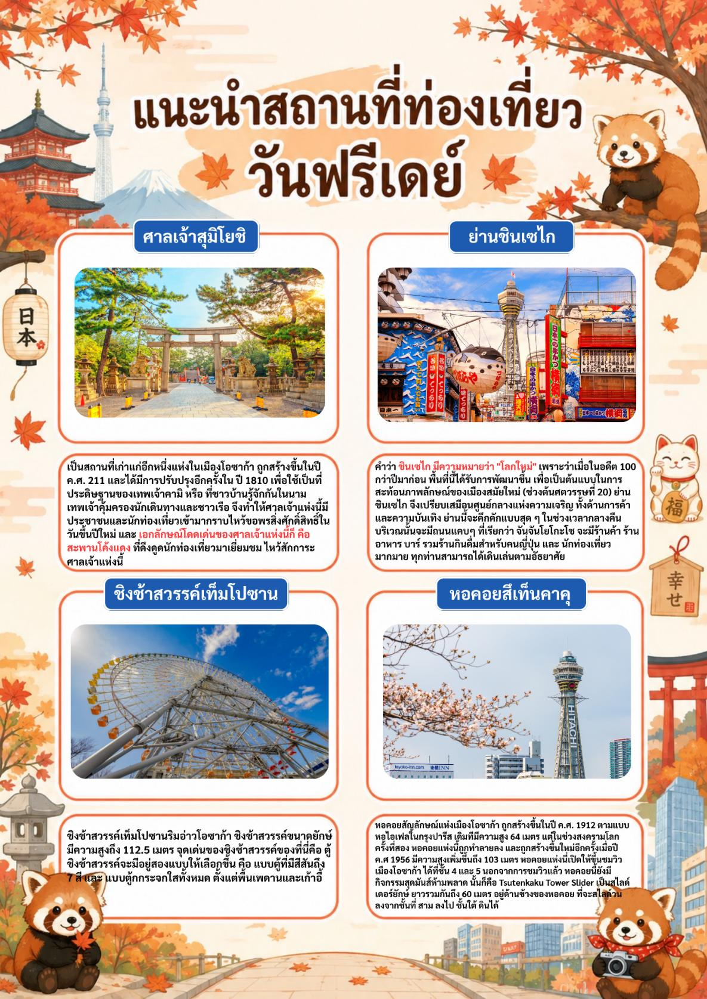 แนะนำสถานที่ท่องเที่ยว
วันฟรีเดย์
日本
ศาลเจ้าสุมิโยชิ
เป็นสถานที่เก่าแก่อีกหนึ่งแห่งในเมืองโอซาก้า ถูกสร้างขึ้นในปี
ค.ศ. 211 และได้มีการปรับปรุงอีกครั้งใน ปี 1810 เพื่อใช้เป็นที่
ประดิษฐานของเทพเจ้าคามิ หรือ ที่ชาวบ้านรู้จักกันในนาม
เทพเจ้าคุ้มครองนักเดินทางและชาวเรือ จึงทำให้ศาลเจ้าแห่งนี้มี
ประชาชนและนักท่องเที่ยวเข้ามากราบไหว้ขอพรสิ่งศักดิ์สิทธิ์ใน
วันขึ้นปีใหม่ และ เอกลักษณ์โดดเด่นของศาลเจ้าแห่งนี้ก็ คือ
สะพานโค้งแดง ที่ดึงดูดนักท่องเที่ยวมาเยี่ยมชม ไหว้สักการะ
ศาลเจ้าแห่งนี้
ย่านชินเซไก
日本一の串かつ 横綱
日本一の串かつ 横綱
日本一
づぼらや
日本一の串かつ 横綱
คำว่า ชินเซไก มีความหมายว่า "โลกใหม่" เพราะว่าเมื่อในอดีต 100
กว่าปีมาก่อน พื้นที่นี้ได้รับการพัฒนาขึ้น เพื่อเป็นต้นแบบในการ
สะท้อนภาพลักษณ์ของเมืองสมัยใหม่ (ช่วงต้นศตวรรษที่ 20) ย่าน
ชินเซไก จึงเปรียบเสมือนศูนย์กลางแห่งความเจริญ ทั้งด้านการค้า
และความบันเทิง ย่านนี้จะคึกคักแบบสุด ๆ ในช่วงเวลากลางคืน
บริเวณนั้นจะมีถนนแคบๆ ที่เรียกว่า จันจันโยโกะโช จะมีร้านค้า ร้าน
อาหาร บาร์ รวมร้านกินดื่มสำหรับคนญี่ปุ่น และ นักท่องเที่ยว
มากมาย ทุกท่านสามารถได้เดินเล่นตามอัธยาศัย
福
幸せ
ชิงช้าสวรรค์เท็มโปซาน
ชิงช้าสวรรค์เท็มโปซานริมอ่าวโอซาก้า ชิงช้าสวรรค์ขนาดยักษ์
มีความสูงถึง 112.5 เมตร จุดเด่นของชิงช้าสวรรค์ของที่นี่คือ ตู้
ชิงช้าสวรรค์จะมีอยู่สองแบบให้เลือกขึ้น คือ แบบตู้ที่มีสีสันถึง
7 สี และ แบบตู้กกระจกใสทั้งหมด ตั้งแต่พื้นเพดานและเก้าอี้
หอคอยสึเท็นคาคุ
HITACHI
toyoko-inn.com 東横INN
หอคอยสัญลักษณ์แห่งเมืองโอซาก้า ถูกสร้างขึ้นในปี ค.ศ. 1912 ตามแบบ
หอไอเฟลในกรุงปารีส เดิมทีมีความสูง 64 เมตร แต่ในช่วงสงครามโลก
ครั้งที่สอง หอคอยแห่งนี้ถูกทำลายลง และถูกสร้างขึ้นใหม่อีกครั้งเมื่อปี
ค.ศ 1956 มีความสูงเพิ่มขึ้นถึง 103 เมตร หอคอยแห่งนี่เปิดให้ขึ้นชมวิว
เมืองโอซาก้า ได้ที่ชั้น 4 และ 5 นอกจากการชมวิวแล้ว หอคอยนี้ยังมี
กิจกรรมสุดมันส์ห้ามพลาด นั้นก็คือ Tsutenkaku Tower Slider เป็นสไลด์
เดอร์ยักษ์ ยาวรวมกันถึง 60 เมตร อยู่ด้านข้างของหอคอย ที่จะสไลด์วน
ลงจากชั้นที่ สาม ลงไป ชั้นใต้ ดินได้